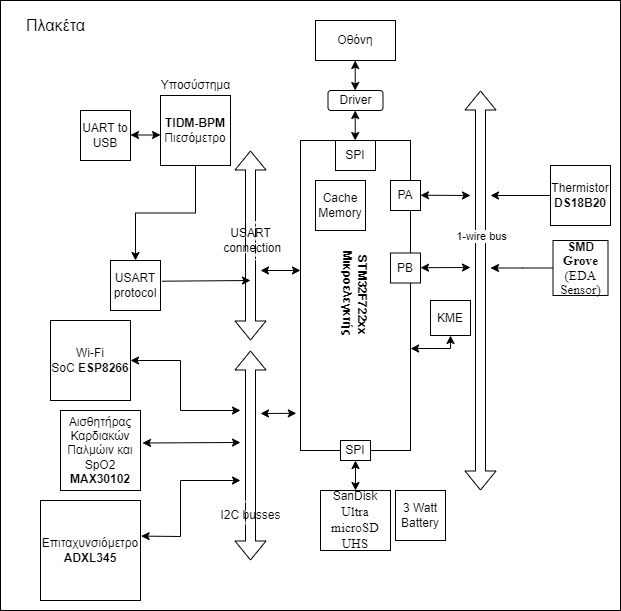 Πλακέτα
Οθόνη
Driver
SPI
Υποσύστημα
TIDM-BPM
Πιεσόμετρο
UART to
USB
Cache
Memory
PA
PB
Thermistor
DS18B20
1-wire bus
SMD
Grove
(EDA
Sensor)
USART
connection
USART
protocol
STM32F722xx
Μικροελεγκτής
KME
Wi-Fi
SoC ESP8266
Αισθητήρας
Καρδιακών
Παλμώιν και
SpO2
MAX30102
SPI
SanDisk
Ultra
microSD
UHS
3 Watt
Battery
I2C busses
Επιταχυνσιόμετρο
ADXL345